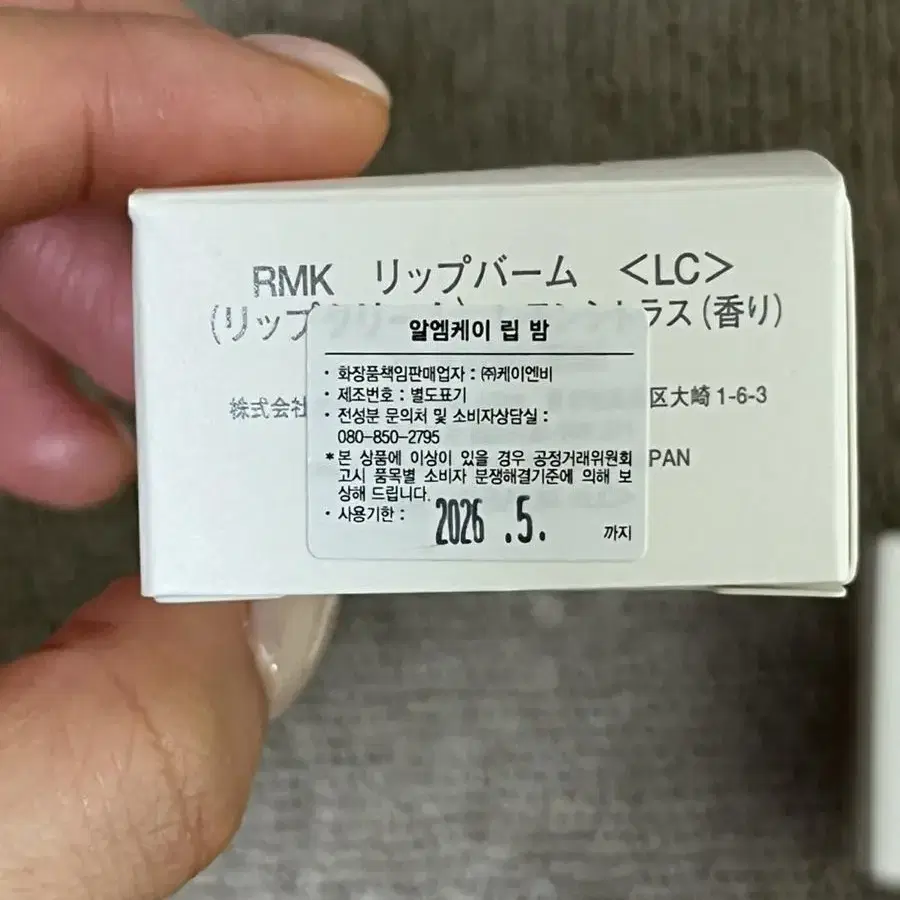 RMK リップバーム <LC>
(リップクリーム) ラス (香り)
알엠케이 립 밤
· 화장품책임판매업자 : ㈜케이엔비
· 제조번호 : 별도표기
株式会社 区大崎 1-6-3
· 전성분 문의처 및 소비자상담실 :
080-850-2795
PAN
*본 상품에 이상이 있을 경우 공정거래위원회
고시 품목별 소비자 분쟁해결기준에 의해 보
상해 드립니다.
· 사용기한 : 2026 .5. 까지